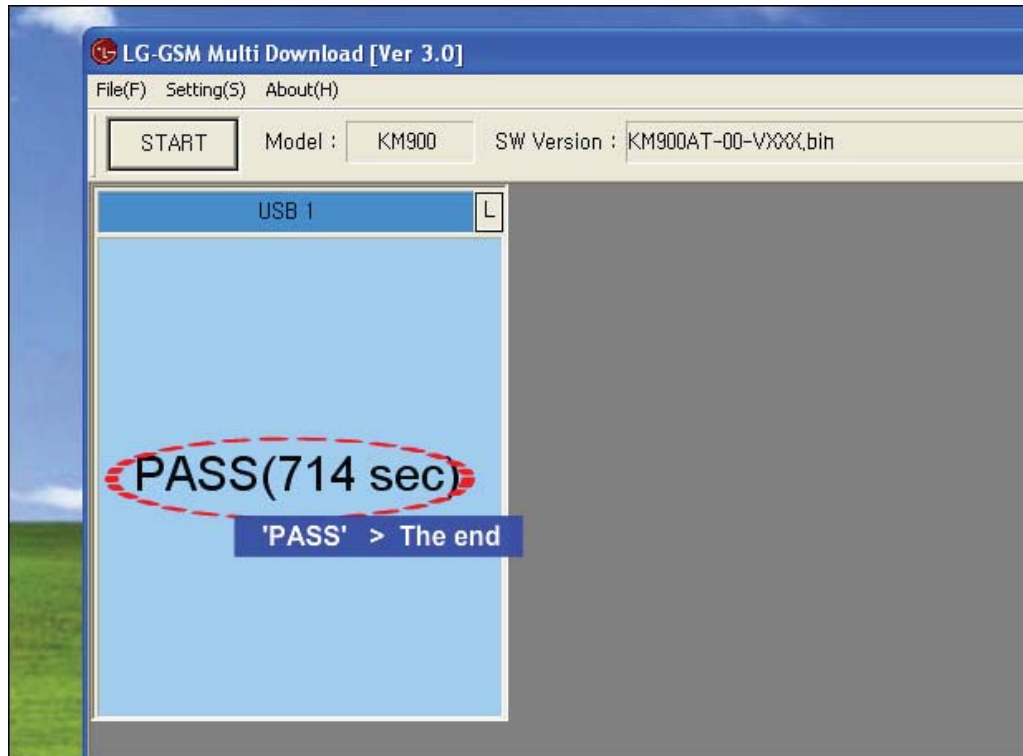 LG-GSM Multi Download [Ver 3.0]
File(F) Setting(S) About(H)
START Model : KM900 SW Version : KM900AT-00-VXXX.bin
USB 1 L
PASS(714 sec)
'PASS' > The end